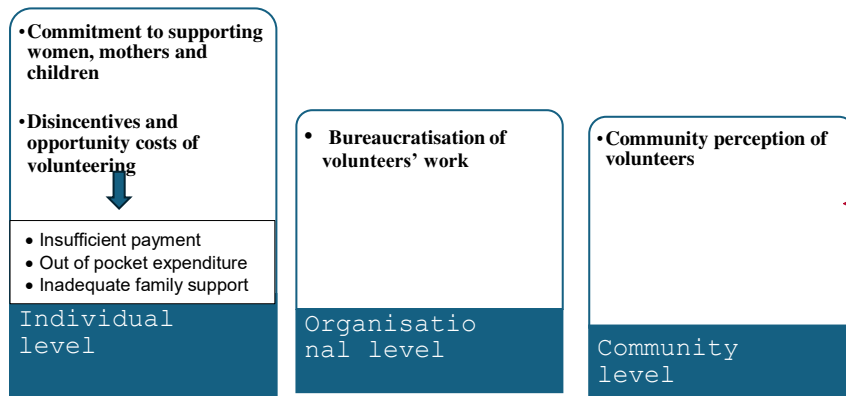 •Commitment to supporting
women, mothers and
children
•Disincentives and
opportunity costs of
volunteering
• Insufficient payment
• Out of pocket expenditure
• Inadequate family support
Individual
level
• Bureaucratisation of
volunteers’ work
Organisatio
nal level
•Community perception of
volunteers
Community
level